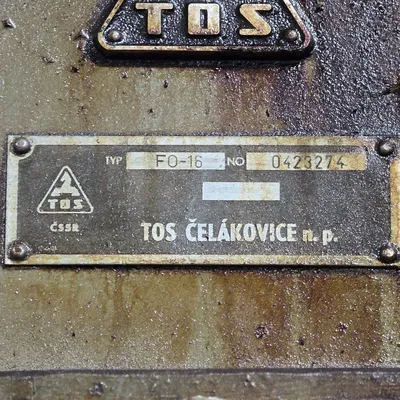 TOS
TYP FO-16 NO 0423274
TOS
ČSSR
TOS ČELÁKOVICE n. p.